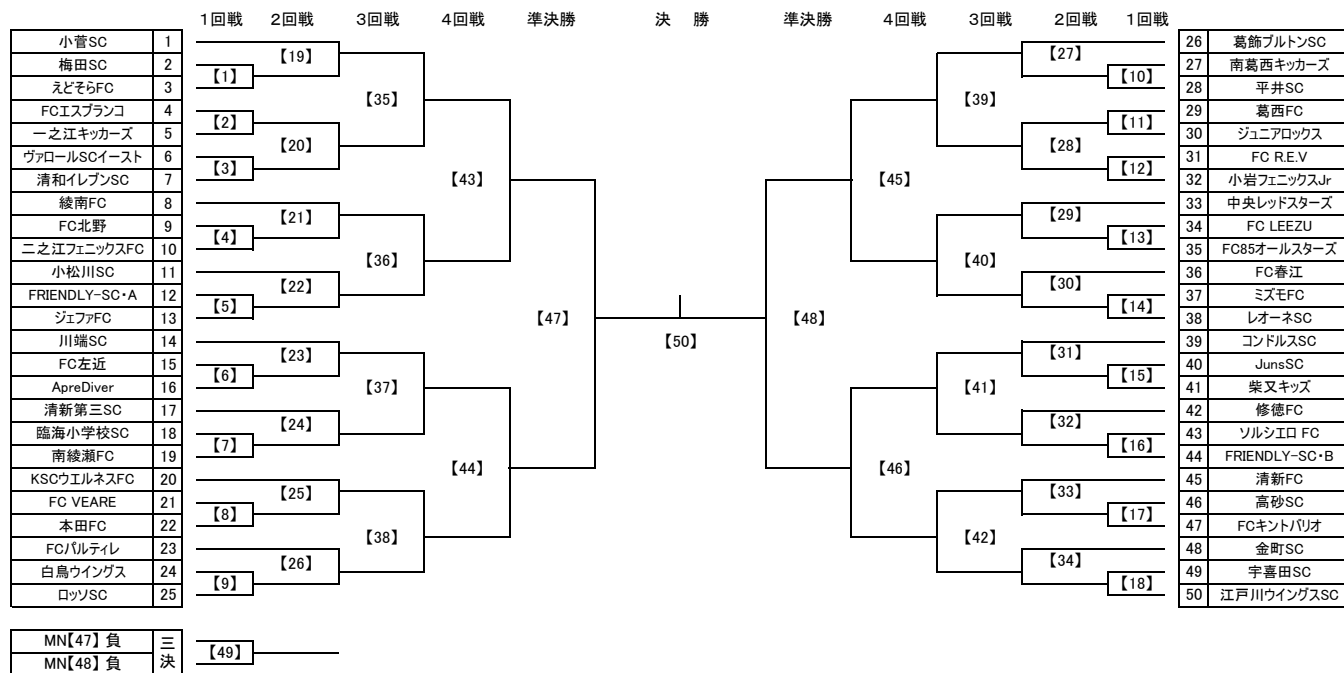 1回戦 2回戦 3回戦 4回戦 準決勝 決 勝 準決勝 4回戦 3回戦 2回戦 1回戦
小菅SC 1
梅田SC 2
えどそらFC 3
FCエスブランコ 4
一之江キッカーズ 5
ヴァロールSCイースト 6
清和イレブンSC 7
綾南FC 8
FC北野 9
二之江フェニックスFC 10
小松川SC 11
FRIENDLY-SC・A 12
ジェファFC 13
川端SC 14
FC左近 15
ApreDiver 16
清新第三SC 17
臨海小学校SC 18
南綾瀬FC 19
KSCウエルネスFC 20
FC VEARE 21
本田FC 22
FCパルティレ 23
白鳥ウイングス 24
ロッソSC 25
【1】
【2】
【3】
【4】
【5】
【6】
【7】
【8】
【9】
【19】
【20】
【21】
【22】
【23】
【24】
【25】
【26】
【35】
【36】
【37】
【38】
【43】
【44】
【47】
【50】
【48】
【45】
【46】
【39】
【40】
【41】
【42】
【27】
【28】
【29】
【30】
【31】
【32】
【33】
【34】
【10】
【11】
【12】
【13】
【14】
【15】
【16】
【17】
【18】
26 葛飾ブルトンSC
27 南葛西キッカーズ
28 平井SC
29 葛西FC
30 ジュニアロックス
31 FC R.E.V
32 小岩フェニックスJr
33 中央レッドスターズ
34 FC LEEZU
35 FC85オールスターズ
36 FC春江
37 ミズモFC
38 レオーネSC
39 コンドルスSC
40 JunsSC
41 柴又キッズ
42 修徳FC
43 ソルシエロ FC
44 FRIENDLY-SC・B
45 清新FC
46 高砂SC
47 FCキントバリオ
48 金町SC
49 宇喜田SC
50 江戸川ウイングスSC
MN【47】 負
MN【48】 負
三決
【49】